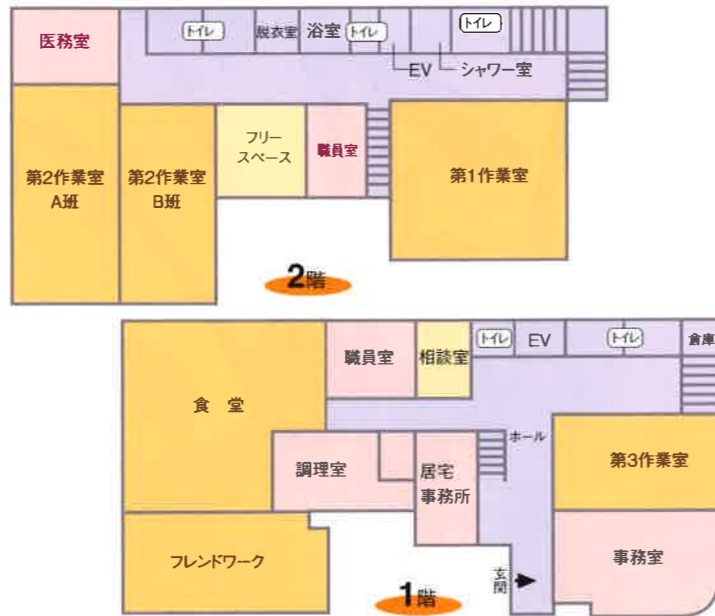 トイレ
脱衣室
浴室
トイレ
トイレ
医務室
EV
シャワー室
第2作業室
A班
第2作業室
B班
フリー
スペース
職員室
第1作業室
2階
職員室
相談室
トイレ
EV
トイレ
倉庫
食 堂
ホール
調理室
居宅
事務所
第3作業室
フレンドワーク
玄関
事務室
1階